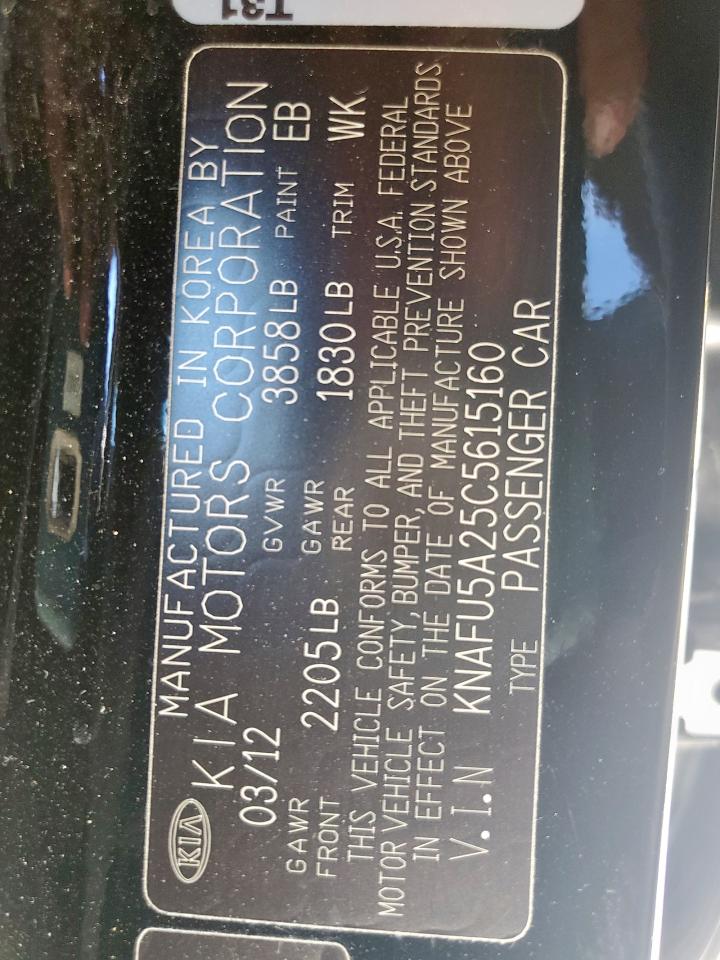 T31
KIA
MANUFACTURED IN KOREA BY
KIA MOTORS CORPORATION
03/12 GVWR 3858LB PAINT EB
GAWR FRONT 2205LB GAWR REAR 1830LB TRIM WK
THIS VEHICLE CONFORMS TO ALL APPLICABLE U.S.A. FEDERAL
MOTOR VEHICLE SAFETY, BUMPER, AND THEFT PREVENTION STANDARDS
IN EFFECT ON THE DATE OF MANUFACTURE SHOWN ABOVE
V.I.N KNAFU5A25C5615160
TYPE PASSENGER CAR